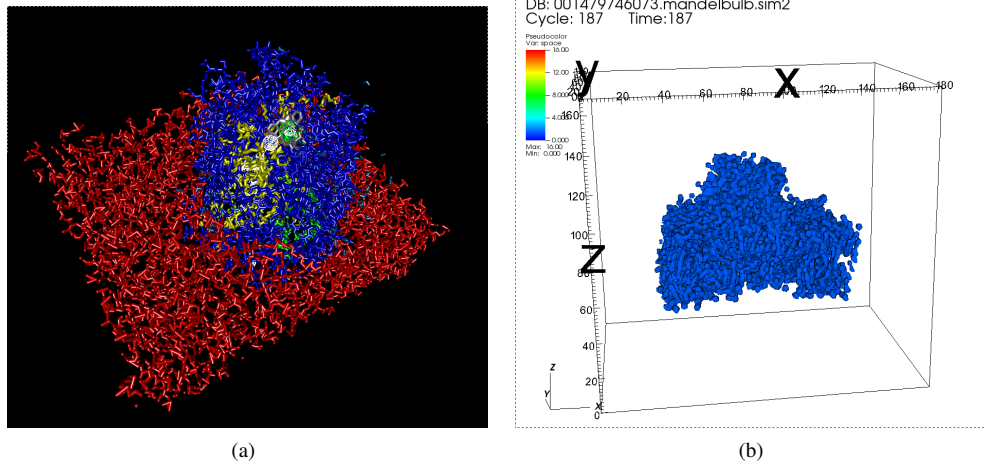 DB: 001479746073.mandelbulb.sim2
Cycle: 187 Time:187
Pseudocolor
Var: space
16.00
12.00
8.000
4.000
0.000
Max: 16.00
Min: 0.000
y
X
20 40 60 80 100 120 140 160 180
160
140
120
100
Z
80
60
40
20
0
Z
Y
X
(a) (b)